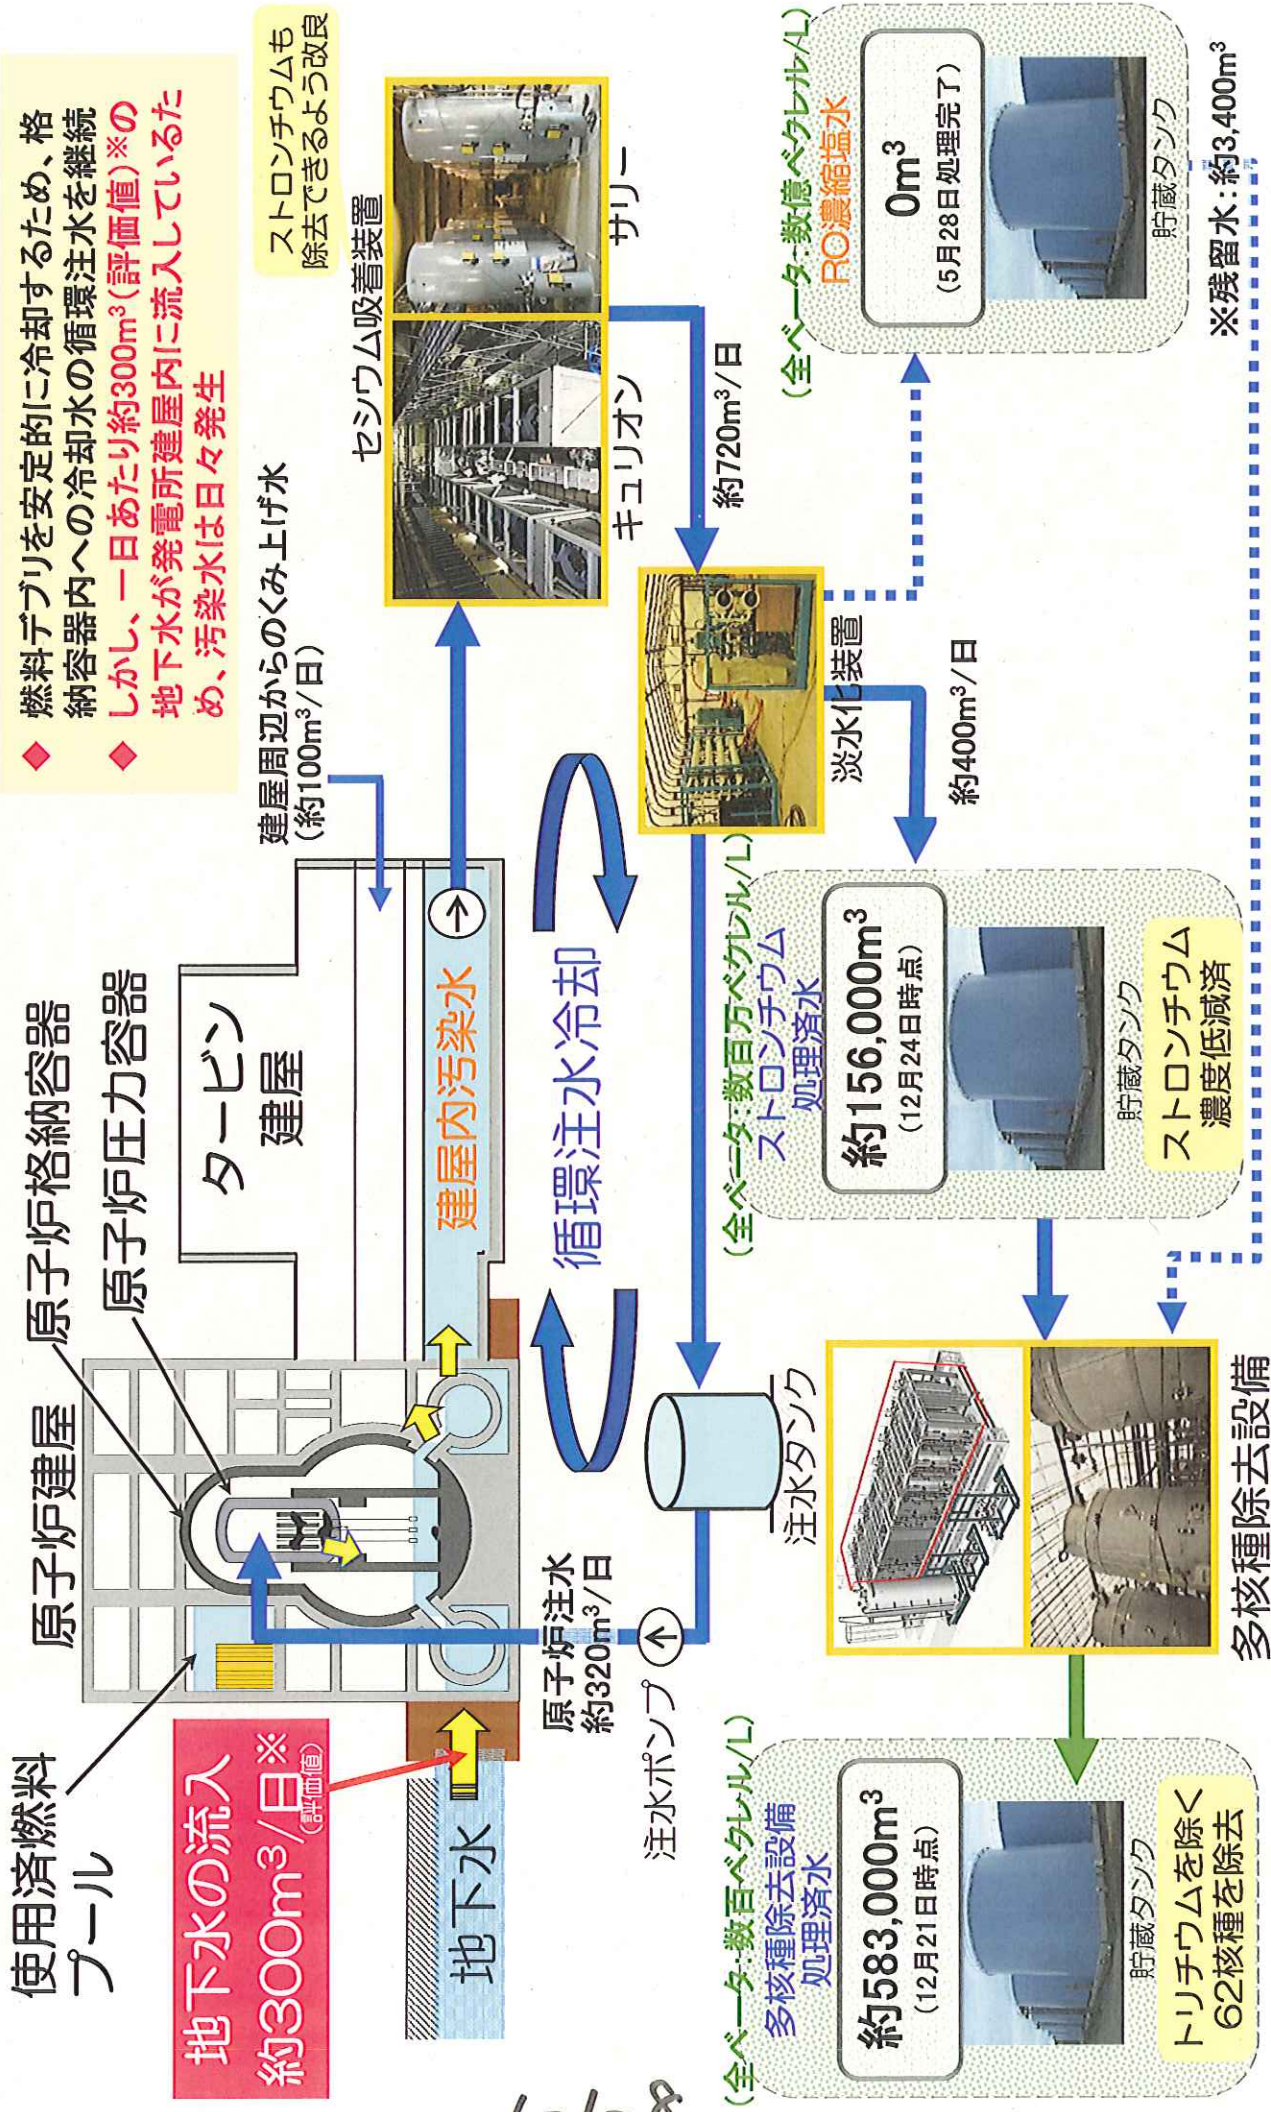 ◆ 燃料デブリを安定的に冷却するため、格
納容器内への冷却水の循環注水を継続
◆ しかし、一日あたり約300m³(評価値)※の
地下水が発電所建屋内に流入しているた
め、汚染水は日々発生
使用済燃料
プール
原子炉建屋
原子炉格納容器
原子炉圧力容器
タービン
建屋
建屋周辺からのくみ上げ水
(約100m³/日)
ストロンチウムも
除去できるよう改良
セシウム吸着装置
キュリオン
サリー
地下水の流入
約300m³/日※
(評価値)
地下水
建屋内汚染水
循環注水冷却
原子炉注水
約320m³/日
注水ポンプ
注水タンク
約720m³/日
淡水化装置
約400m³/日
(全ベータ:数億ベクレル/L)
RO濃縮塩水
0m³
(5月28日処理完了)
貯蔵タンク
※残留水:約3,400m³
(全ベータ:数百万ベクレル/L)
ストロンチウム
処理済水
約156,000m³
(12月24日時点)
貯蔵タンク
ストロンチウム
濃度低減済
多核種除去設備
(全ベータ:数百ベクレル/L)
多核種除去設備
処理済水
約583,000m³
(12月21日時点)
貯蔵タンク
トリチウムを除く
62核種を除去